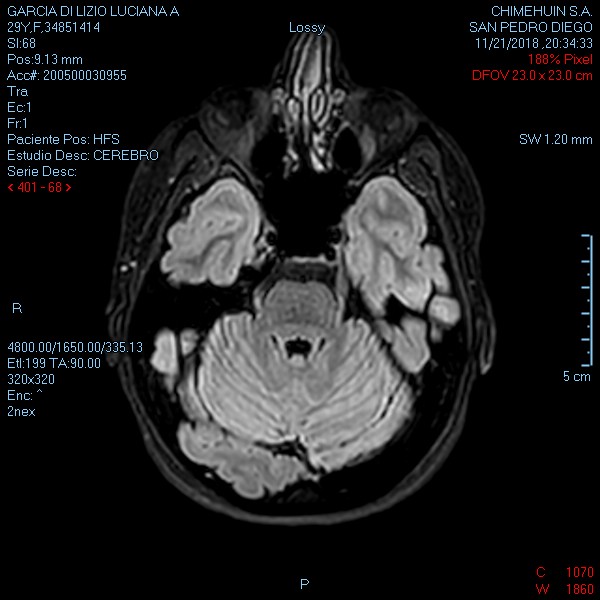 GARCIA DI LIZIO LUCIANA A
29Y,F,34851414
Sl:68
Pos:9.13 mm
Acc#: 200500030955
Tra
Ec:1
Fr:1
Paciente Pos: HFS
Estudio Desc: CEREBRO
Serie Desc:
< 401 - 68 >
Lossy
CHIMEHUIN S.A.
SAN PEDRO DIEGO
11/21/2018 ,20:34:33
188% Pixel
DFOV 23.0 x 23.0 cm
SW 1.20 mm
R
5 cm
4800.00/1650.00/335.13
Etl:199 TA:90.00
320x320
Enc: ^
2nex
P
C 1070
W 1860